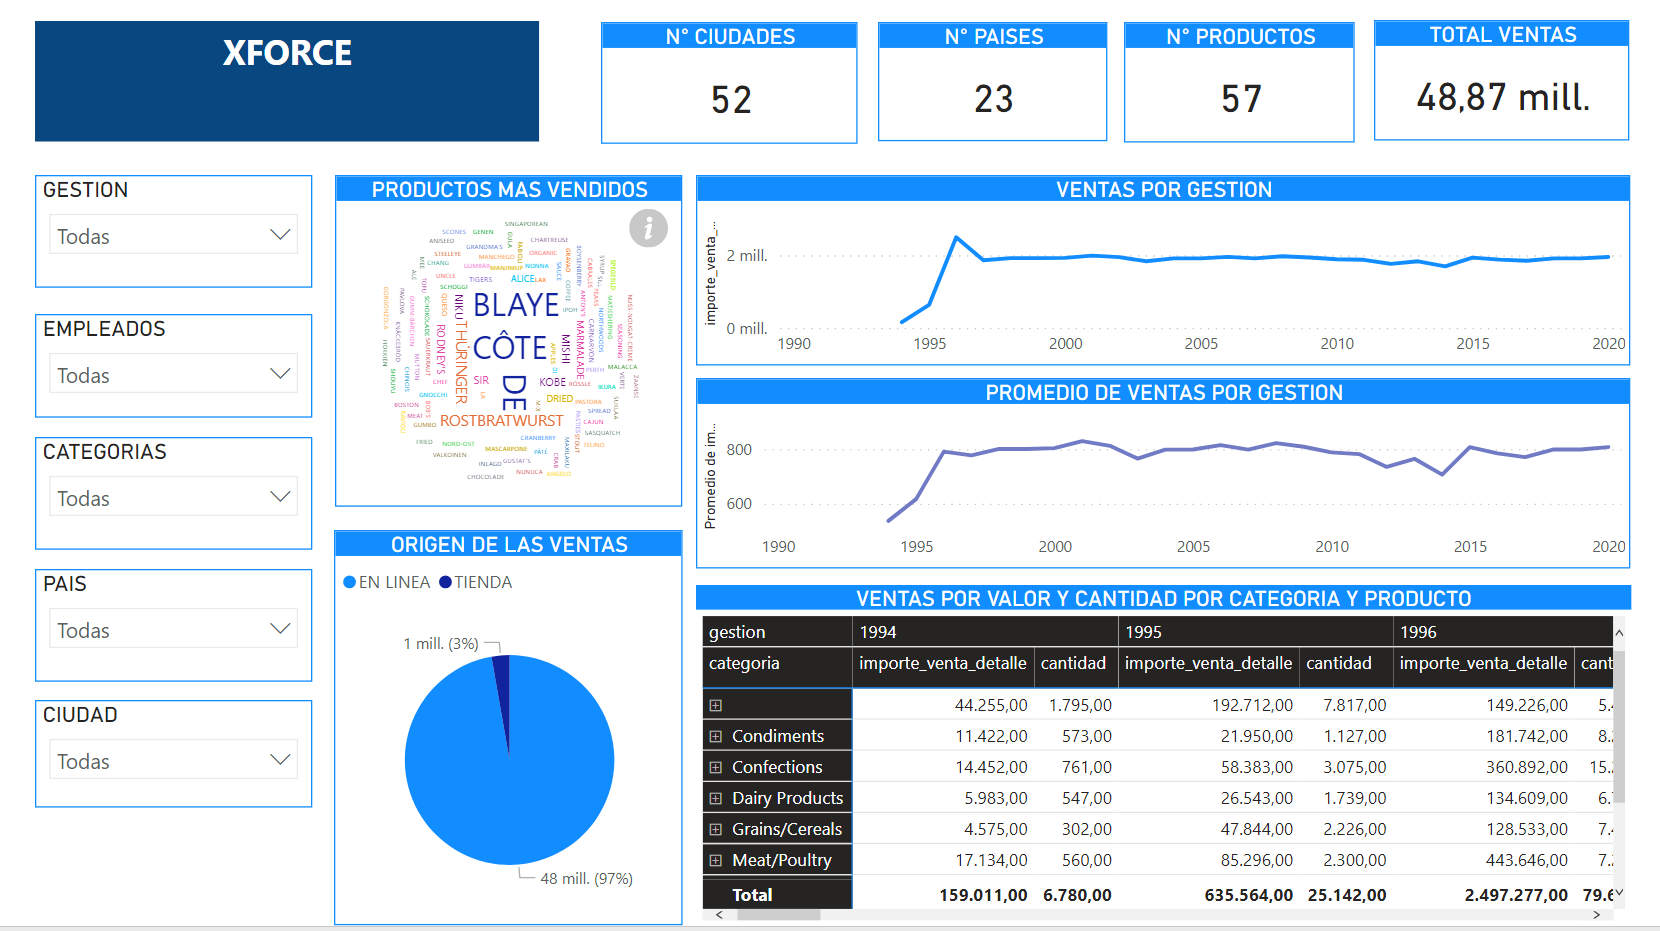 XFORCE
N° CIUDADES
52
N° PAISES
23
N° PRODUCTOS
57
TOTAL VENTAS
48,87 mill.
GESTION
Todas
EMPLEADOS
Todas
CATEGORIAS
Todas
PAIS
Todas
CIUDAD
Todas
PRODUCTOS MAS VENDIDOS
SINGAPOREAN
SCONES GENEN
ANISEED
CHARTREUSE
GRANDMA'S
STEELEYE
MANCHEGO ORGANIC
CHANG
GUMBÄR MANJIMUP NONNA
UNCLE
TIGERS
ALICE LAX
SCHOGGI
BLAYE
CÔTE
DE
NIKU
THÜRINGER
RODNEY'S
MISHI
MARMALADE
SIR
KOBE
RÖSSLE
IKURA
PERTH
MALACCA
CHEF
GNOCCHI
DRIED
PASTORA
BOSTON
SPREAD
MEAT
GUMBO
ROSTBRATWURST
CAJUN
SASQUATCH
FRIED
NORD-OST
CRANBERRY
TELINO
VALKOINEN
MASCARPONE
PÂTÉ
INLAGD
GUSTAF'S
NUNUCA
ANGELO
CHOCOLADE
ORIGEN DE LAS VENTAS
EN LINEA
TIENDA
1 mill. (3%)
48 mill. (97%)
VENTAS POR GESTION
importe_venta_...
2 mill.
0 mill.
1990 1995 2000 2005 2010 2015 2020
PROMEDIO DE VENTAS POR GESTION
Promedio de im...
800
600
1990 1995 2000 2005 2010 2015 2020
VENTAS POR VALOR Y CANTIDAD POR CATEGORIA Y PRODUCTO
gestion 1994 1995 1996
categoria importe_venta_detalle cantidad importe_venta_detalle cantidad importe_venta_detalle cant
44.255,00 1.795,00 192.712,00 7.817,00 149.226,00
Condiments 11.422,00 573,00 21.950,00 1.127,00 181.742,00
Confections 14.452,00 761,00 58.383,00 3.075,00 360.892,00 15.
Dairy Products 5.983,00 547,00 26.543,00 1.739,00 134.609,00
Grains/Cereals 4.575,00 302,00 47.844,00 2.226,00 128.533,00
Meat/Poultry 17.134,00 560,00 85.296,00 2.300,00 443.646,00
Total 159.011,00 6.780,00 635.564,00 25.142,00 2.497.277,00 79.6